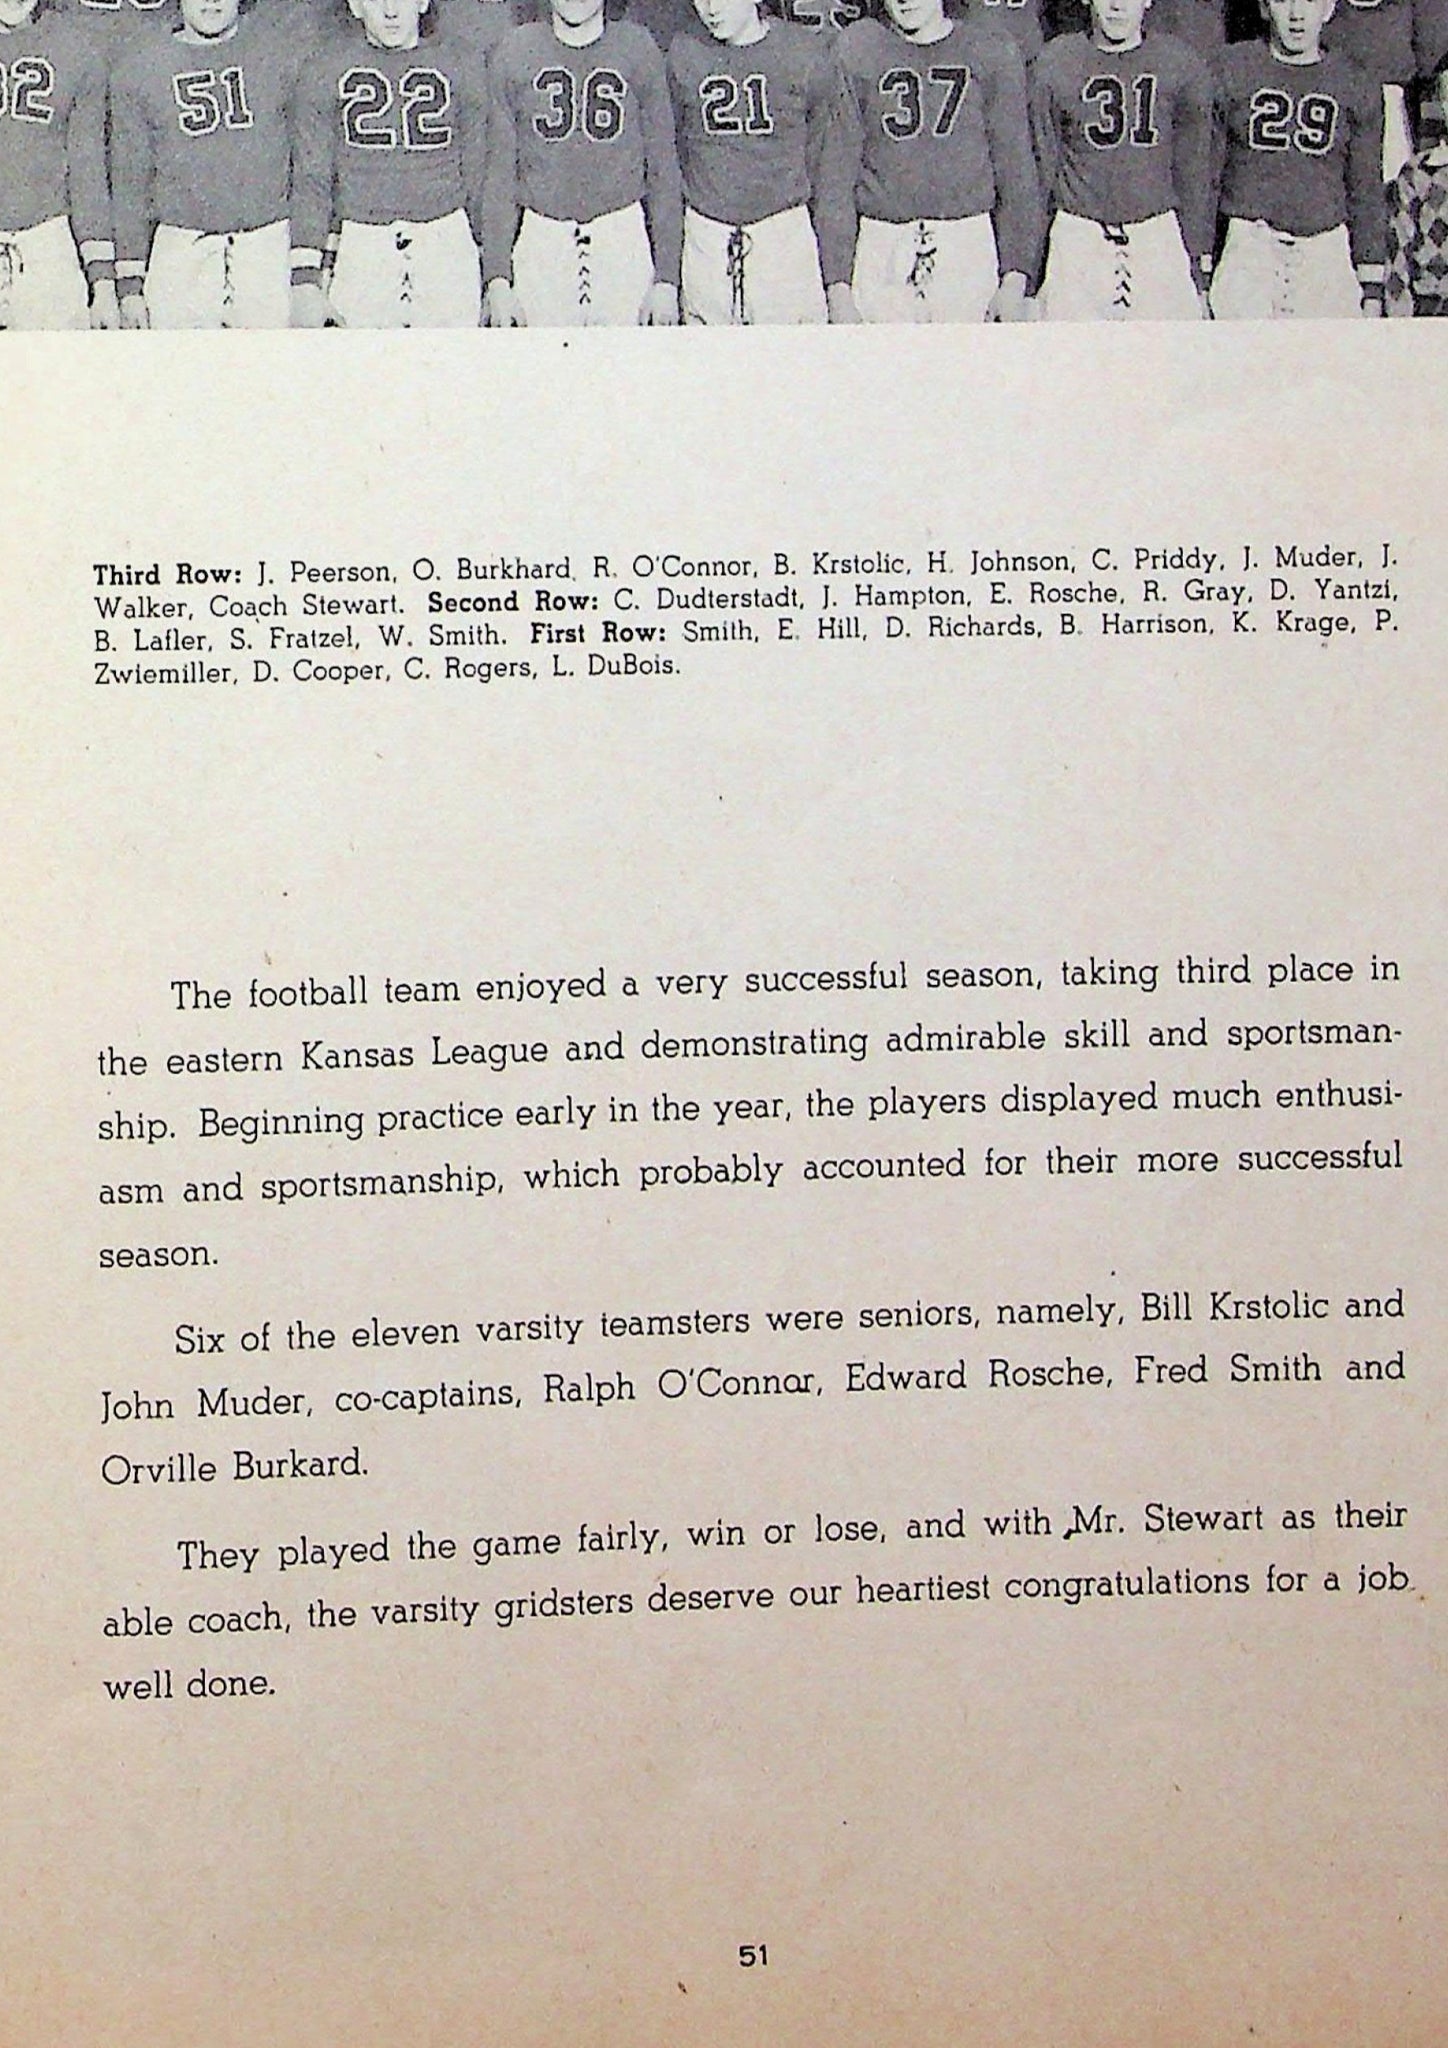 32 51 22 36 21 37 31 29
Third Row: J. Peerson, O. Burkhard, R. O'Connor, B. Krstolic, H. Johnson, C. Priddy, J. Muder, J.
Walker, Coach Stewart. Second Row: C. Dudterstadt, J. Hampton, E. Rosche, R. Gray, D. Yantzi,
B. Lafler, S. Fratzel, W. Smith. First Row: Smith, E. Hill, D. Richards, B. Harrison, K. Krage, P.
Zwiemiller, D. Cooper, C. Rogers, L. DuBois.
The football team enjoyed a very successful season, taking third place in
the eastern Kansas League and demonstrating admirable skill and sportsman-
ship. Beginning practice early in the year, the players displayed much enthusi-
asm and sportsmanship, which probably accounted for their more successful
season.
Six of the eleven varsity teamsters were seniors, namely, Bill Krstolic and
John Muder, co-captains, Ralph O'Connor, Edward Rosche, Fred Smith and
Orville Burkard.
They played the game fairly, win or lose, and with Mr. Stewart as their
able coach, the varsity gridsters deserve our heartiest congratulations for a job
well done.
51